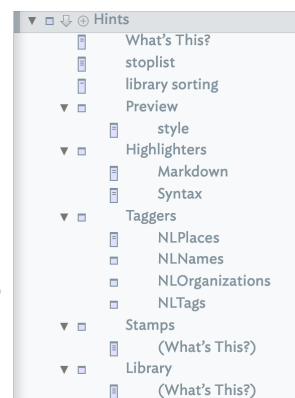 Hints
What's This?
stoplist
library sorting
Preview
style
Highlighters
Markdown
Syntax
Taggers
NLPlaces
NLNames
NLOrganizations
NLTags
Stamps
(What's This?)
Library
(What's This?)